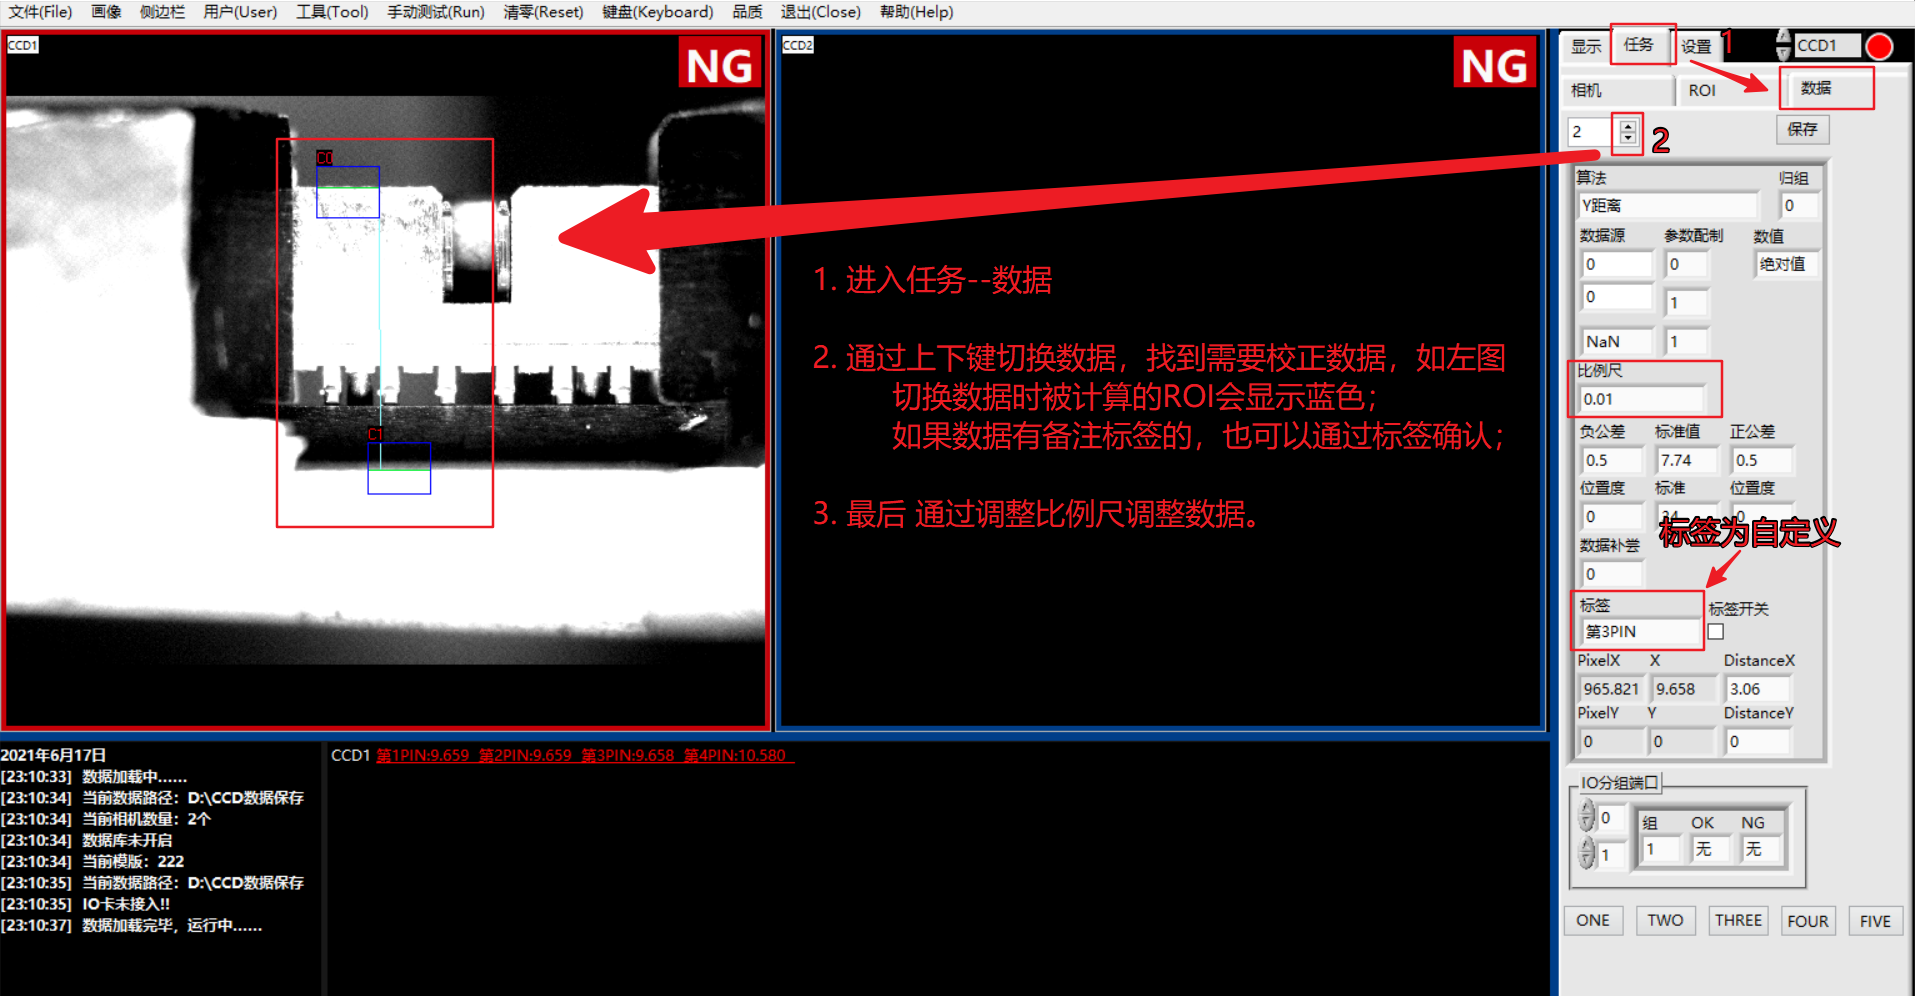 文件(File) 画像 侧边栏 用户(User) 工具(Tool) 手动测试(Run) 清零(Reset) 键盘(Keyboard) 品质 退出(Close) 帮助(Help)
CCD1
NG
C0
C1
CCD2
NG
1. 进入任务--数据
2. 通过上下键切换数据，找到需要校正数据，如左图
切换数据时被计算的ROI会显示蓝色；
如果数据有备注标签的，也可以通过标签确认；
3. 最后 通过调整比例尺调整数据。
显示 任务 设置 1 CCD1
相机 ROI 数据
2 2 保存
算法 归组
Y距离 0
数据源 参数配制 数值
0 0 绝对值
0 1
NaN 1
比例尺
0.01
负公差 标准值 正公差
0.5 7.74 0.5
位置度 标准 位置度
0 34 0
标签为自定义
数据补尝
0
标签 标签开关
第3PIN
PixelX X DistanceX
965.821 9.658 3.06
PixelY Y DistanceY
0 0 0
IO分组端口
0 组 OK NG
1 1 无 无
ONE TWO THREE FOUR FIVE
2021年6月17日
[23:10:33] 数据加载中......
[23:10:34] 当前数据路径：D:\CCD数据保存
[23:10:34] 当前相机数量：2个
[23:10:34] 数据库未开启
[23:10:34] 当前模版：222
[23:10:35] 当前数据路径：D:\CCD数据保存
[23:10:35] IO卡未接入!!
[23:10:37] 数据加载完毕，运行中......
CCD1 第1PIN:9.659 第2PIN:9.659 第3PIN:9.658 第4PIN:10.580